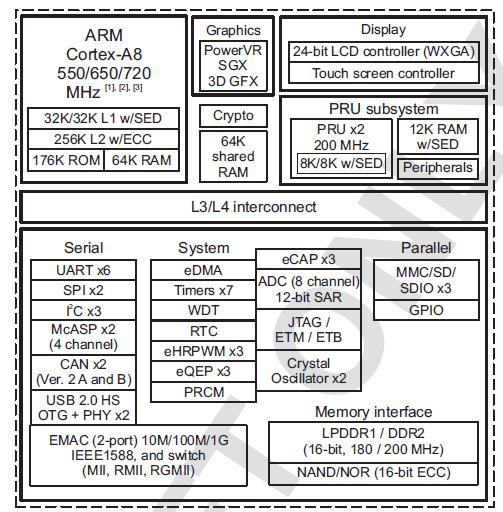 ARM
Cortex-A8
550/650/720
MHz [1], [2], [3]
32K/32K L1 w/SED
256K L2 w/ECC
176K ROM
64K RAM
Graphics
PowerVR
SGX
3D GFX
Crypto
64K
shared
RAM
Display
24-bit LCD controller (WXGA)
Touch screen controller
PRU subsystem
PRU x2
200 MHz
8K/8K w/SED
12K RAM
w/SED
Peripherals
L3/L4 interconnect
Serial
UART x6
SPI x2
I²C x3
McASP x2
(4 channel)
CAN x2
(Ver. 2 A and B)
USB 2.0 HS
OTG + PHY x2
EMAC (2-port) 10M/100M/1G
IEEE1588, and switch
(MII, RMII, RGMII)
System
eDMA
Timers x7
WDT
RTC
eHRPWM x3
eQEP x3
PRCM
eCAP x3
ADC (8 channel)
12-bit SAR
JTAG /
ETM / ETB
Crystal
Oscillator x2
Parallel
MMC/SD/
SDIO x3
GPIO
Memory interface
LPDDR1 / DDR2
(16-bit, 180 / 200 MHz)
NAND/NOR (16-bit ECC)